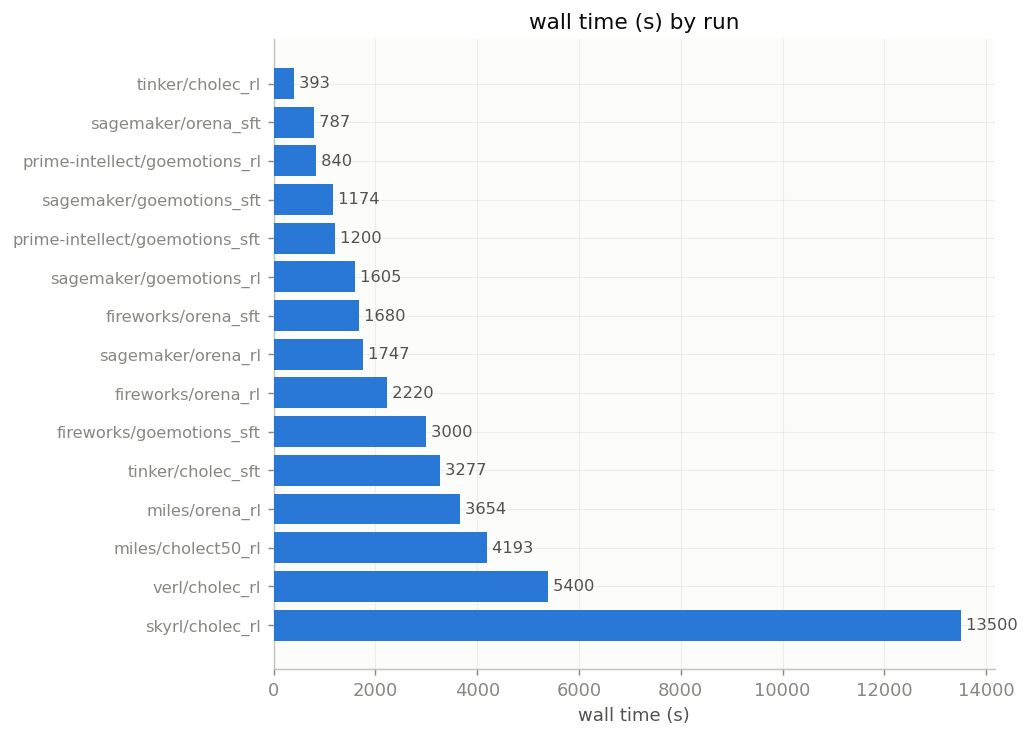 wall time (s) by run
tinker/cholec_rl 393
sagemaker/orena_sft 787
prime-intellect/goemotions_rl 840
sagemaker/goemotions_sft 1174
prime-intellect/goemotions_sft 1200
sagemaker/goemotions_rl 1605
fireworks/orena_sft 1680
sagemaker/orena_rl 1747
fireworks/orena_rl 2220
fireworks/goemotions_sft 3000
tinker/cholec_sft 3277
miles/orena_rl 3654
miles/cholect50_rl 4193
verl/cholec_rl 5400
skyrl/cholec_rl 13500
0 2000 4000 6000 8000 10000 12000 14000
wall time (s)